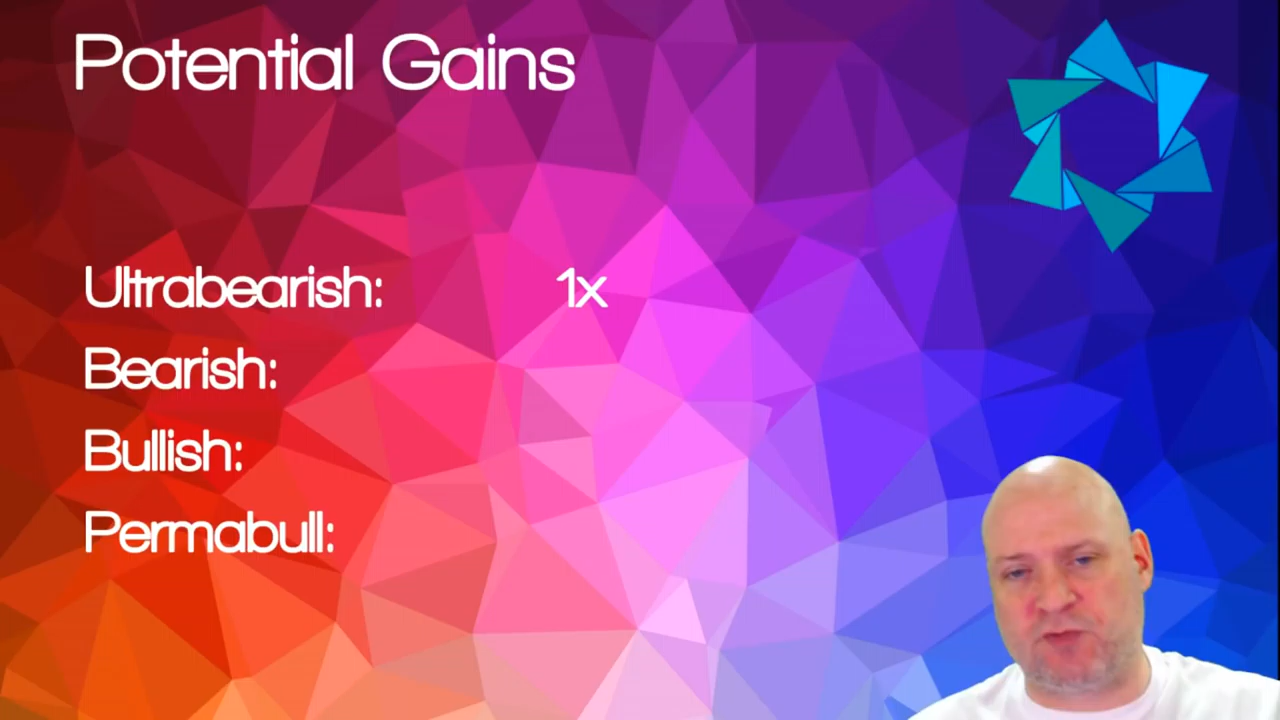 Potential Gains
Ultrabearish: 1x
Bearish:
Bullish:
Permabull: